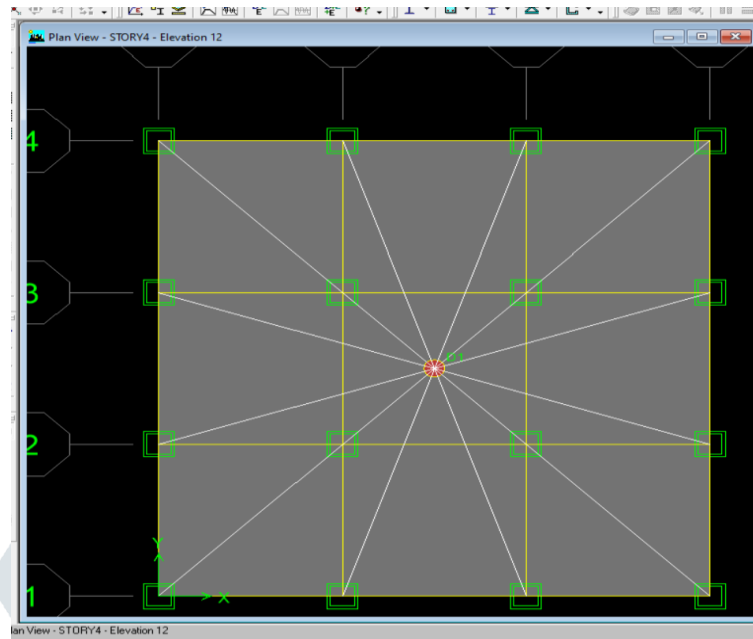 Plan View - STORY4 - Elevation 12
4
3
D1
2
Y
X
1
lan View - STORY4 - Elevation 12